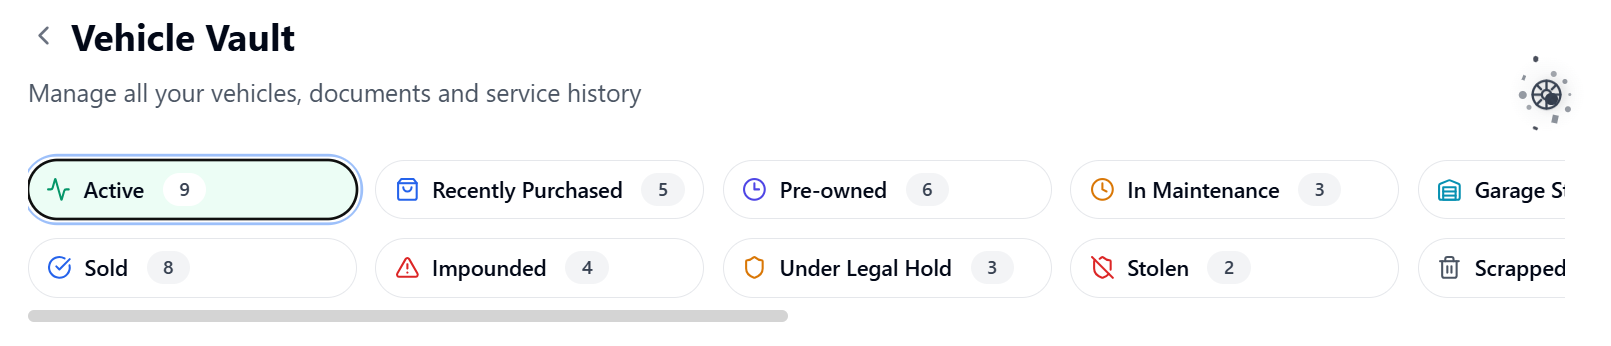 Vehicle Vault
Manage all your vehicles, documents and service history
Active 9
Recently Purchased 5
Pre-owned 6
In Maintenance 3
Garage
Sold 8
Impounded 4
Under Legal Hold 3
Stolen 2
Scrapped